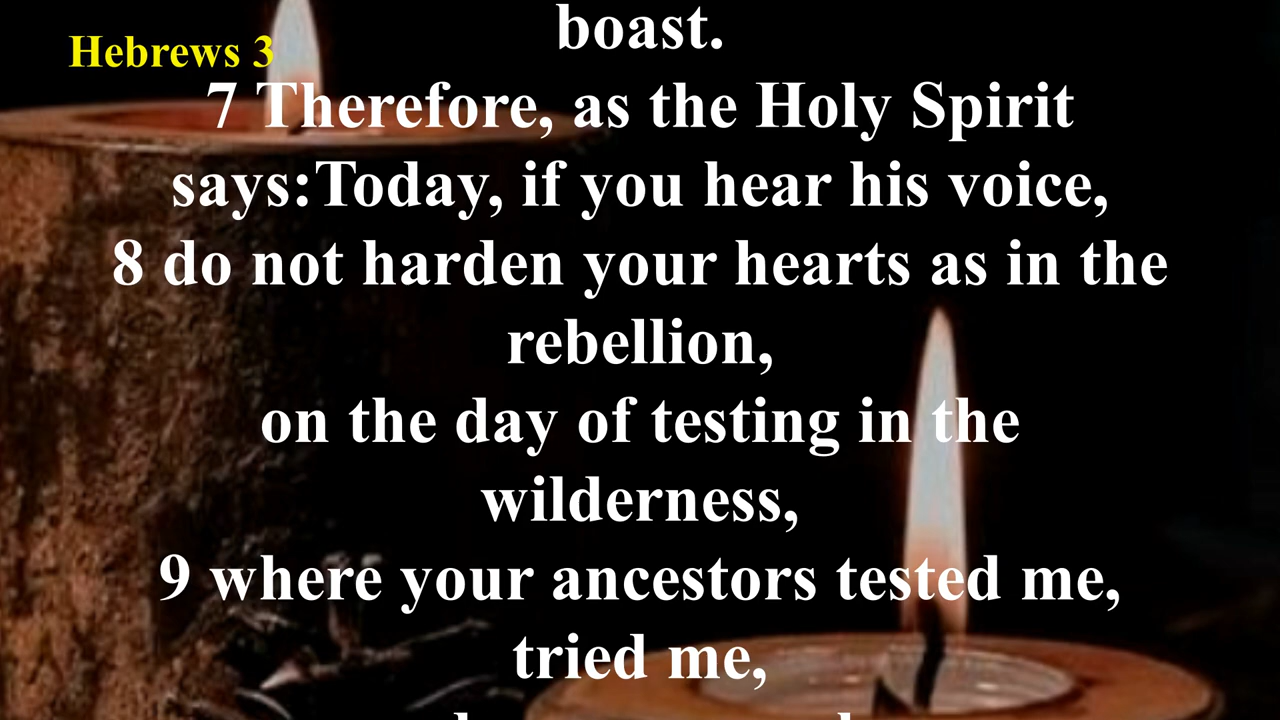 boast.
Hebrews 3
7 Therefore, as the Holy Spirit
says:Today, if you hear his voice,
8 do not harden your hearts as in the
rebellion,
on the day of testing in the
wilderness,
9 where your ancestors tested me,
tried me,